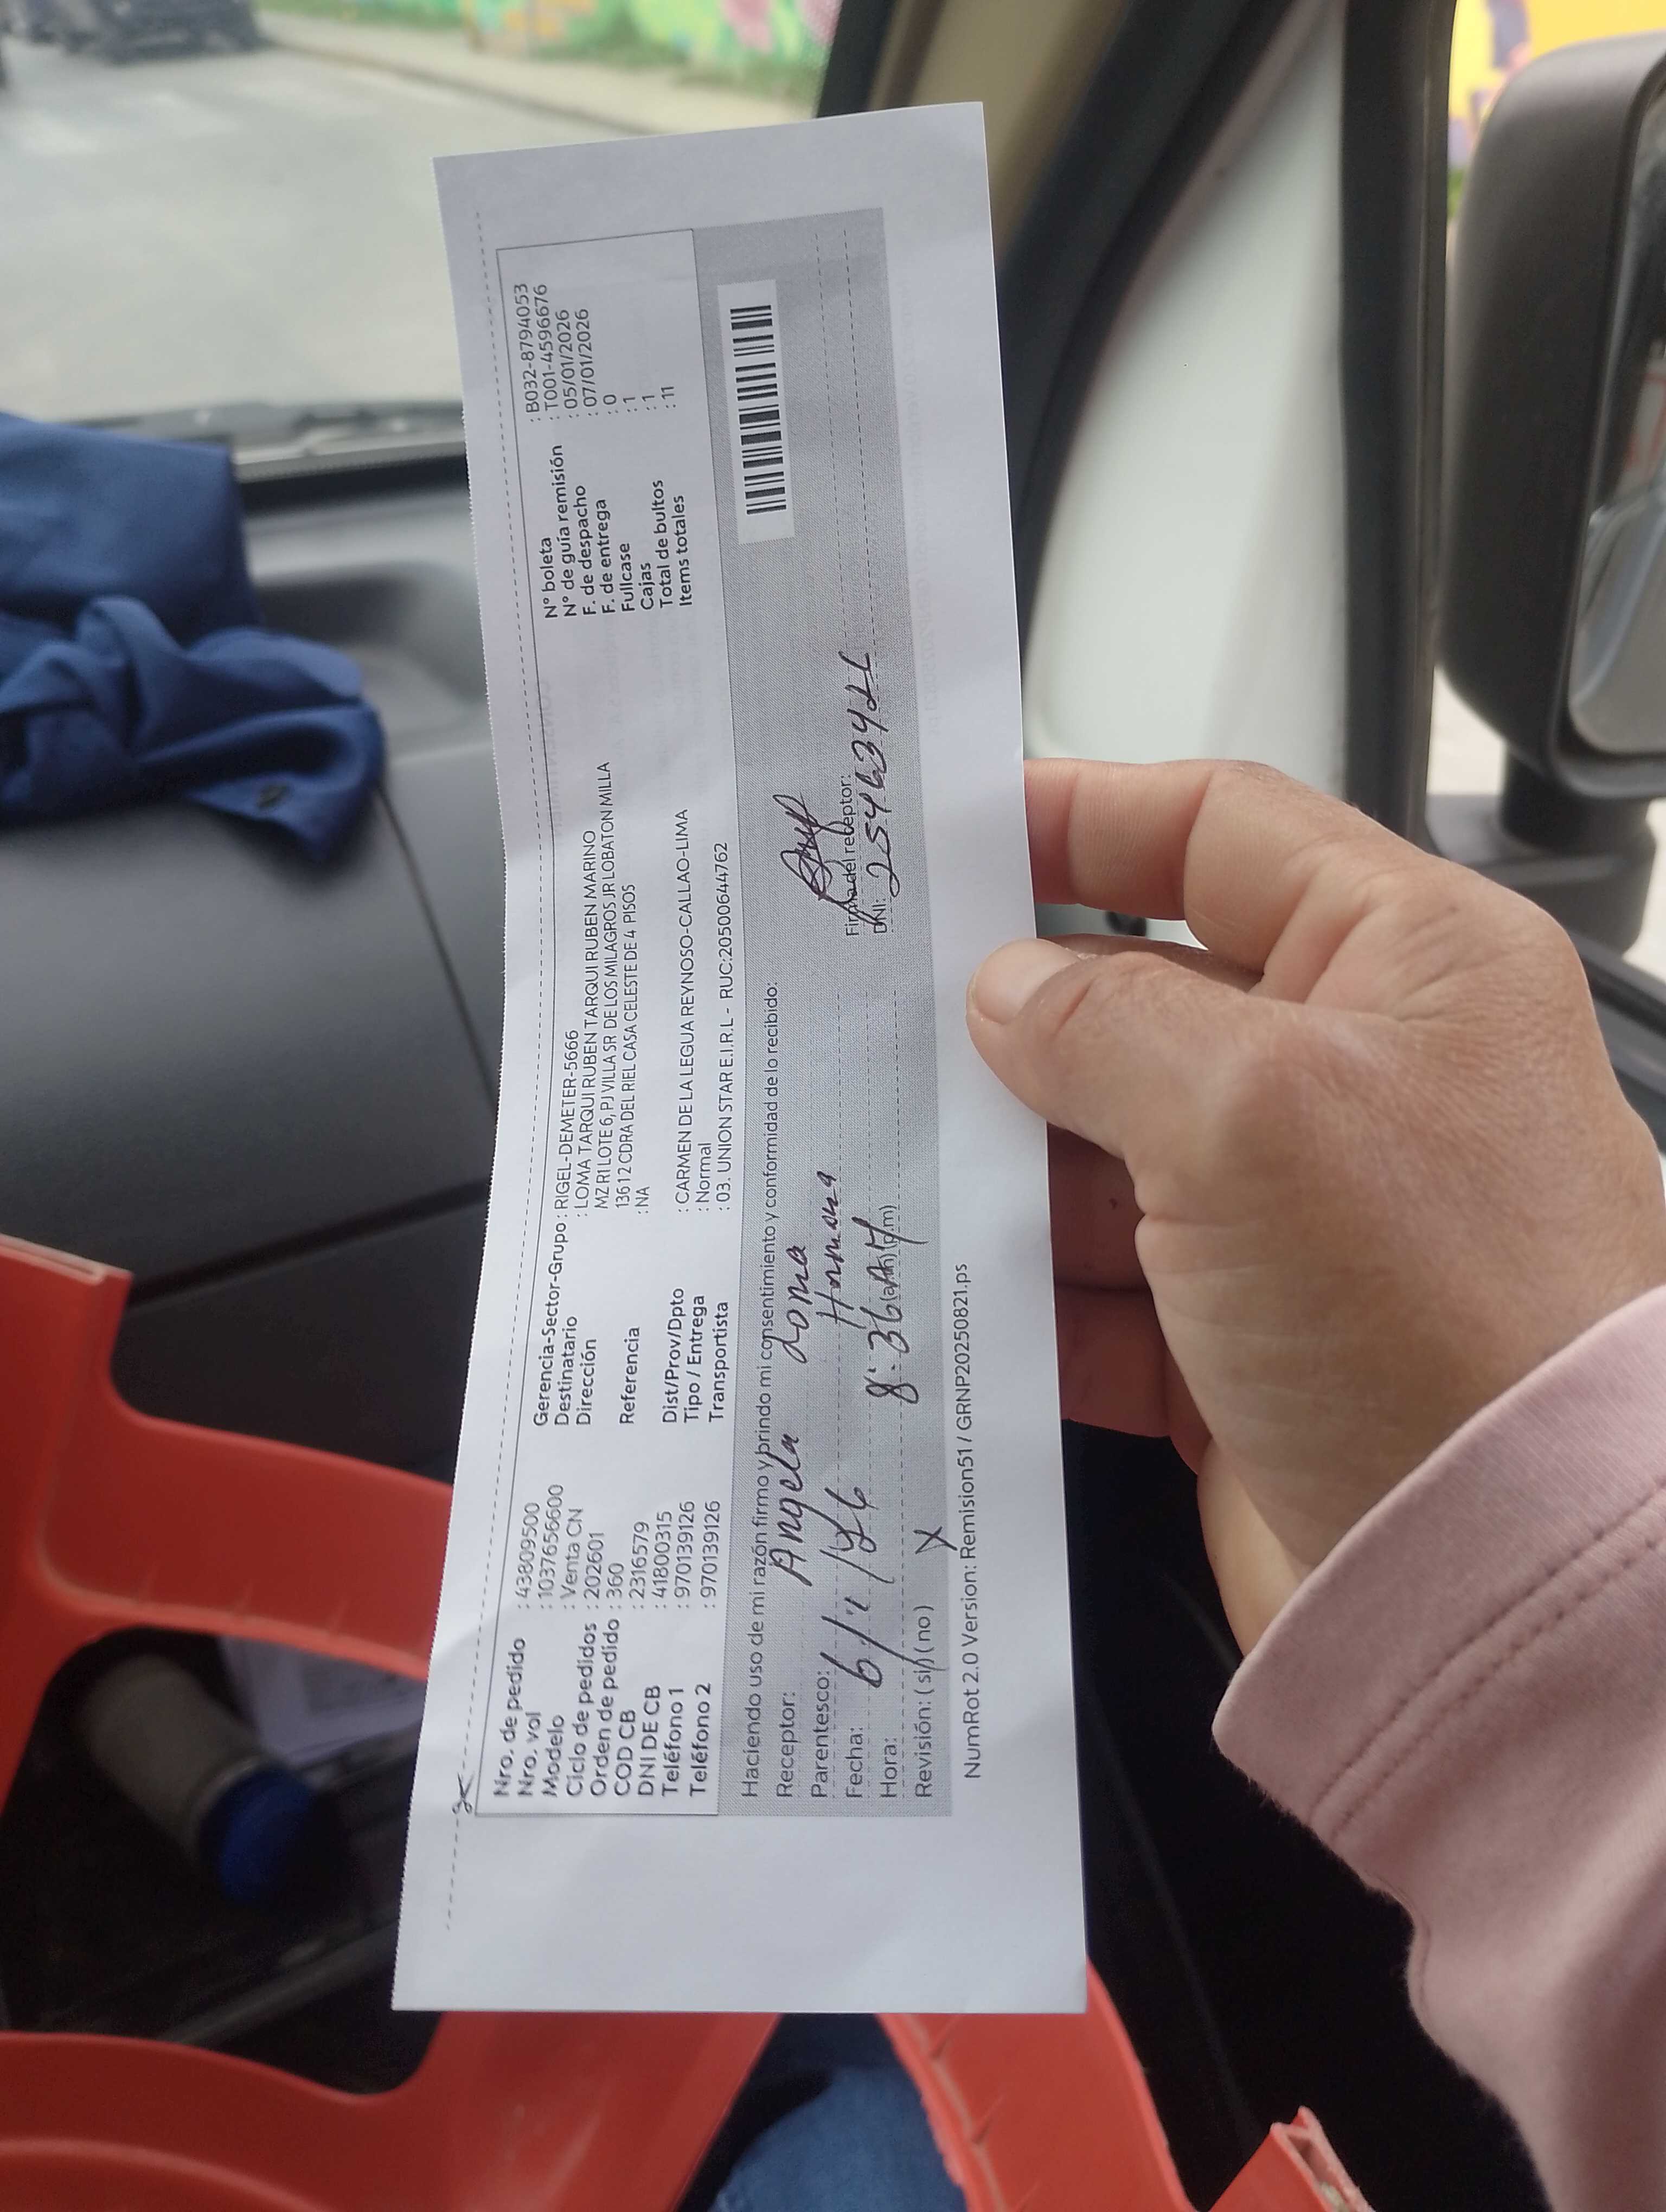 Nro. de pedido : 43809500
Nro. vol : 1037656600
Modelo : Venta CN
Ciclo de pedidos : 202601
Orden de pedido : 360
COD CB : 2316579
DNI DE CB : 41800315
Teléfono 1 : 970139126
Teléfono 2 : 970139126
Gerencia-Sector-Grupo : RIGEL-DEMETER-5666
Destinatario : LOMA TARQUI RUBEN TARQUI RUBEN MARINO
Dirección MZ R1 LOTE 6, PJ VILLA SR DE LOS MILAGROS JR LOBATON MILLA
1361 2 CDRA DEL RIEL CASA CELESTE DE 4 PISOS
Referencia : NA
Dist/Prov/Dpto : CARMEN DE LA LEGUA REYNOSO-CALLAO-LIMA
Tipo / Entrega : Normal
Transportista : 03. UNION STAR E.I.R.L - RUC:20500644762
N° boleta : B032-8794053
N° de guía remisión : T001-4596676
F. de despacho : 05/01/2026
F. de entrega : 07/01/2026
Fullcase : 0
Cajas : 1
Total de bultos : 1
Items totales : 11
Haciendo uso de mi razón firmo y brindo mi consentimiento y conformidad de lo recibido:
Receptor: Angela Loma
Parentesco: Hermana
Fecha: 6/
Hora: 8:36 (a.m) (p.m)
Revisión: ( si ) ( no ) X
Firma del receptor:
DNI:
NumRot 2.0 Version: Remision51 / GRNP20250821.ps